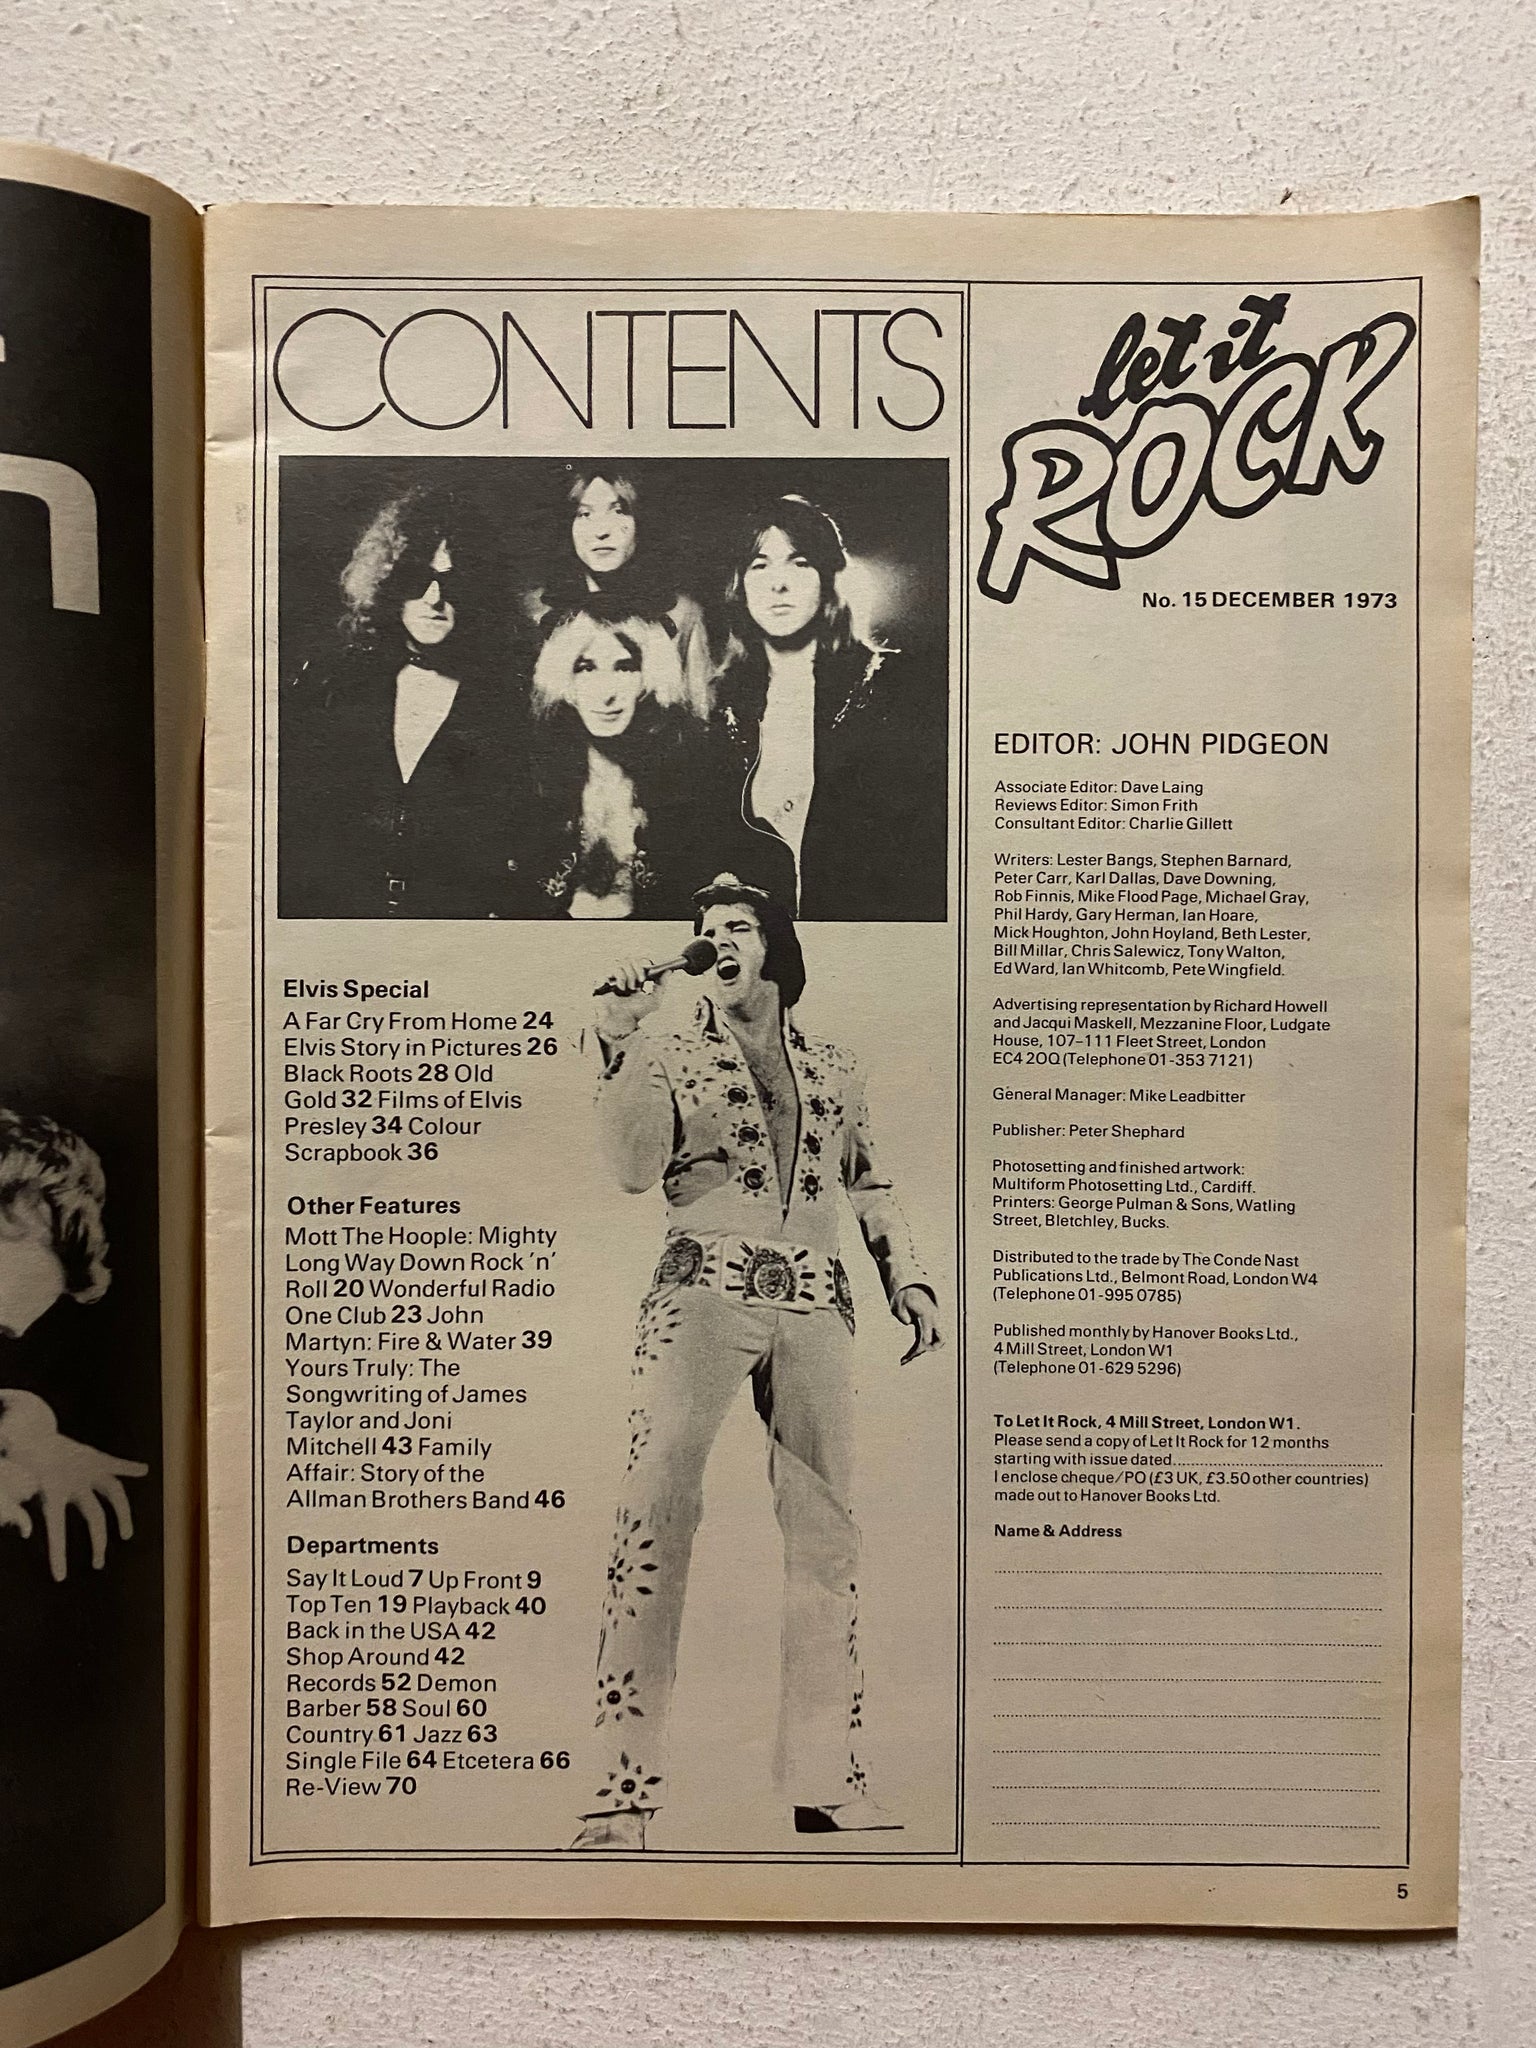 CONTENTS
Elvis Special
A Far Cry From Home 24
Elvis Story in Pictures 26
Black Roots 28 Old
Gold 32 Films of Elvis
Presley 34 Colour
Scrapbook 36
Other Features
Mott The Hoople: Mighty
Long Way Down Rock 'n'
Roll 20 Wonderful Radio
One Club 23 John
Martyn: Fire & Water 39
Yours Truly: The
Songwriting of James
Taylor and Joni
Mitchell 43 Family
Affair: Story of the
Allman Brothers Band 46
Departments
Say It Loud 7 Up Front 9
Top Ten 19 Playback 40
Back in the USA 42
Shop Around 42
Records 52 Demon
Barber 58 Soul 60
Country 61 Jazz 63
Single File 64 Etcetera 66
Re-View 70
let it
ROCK
No. 15 DECEMBER 1973
EDITOR: JOHN PIDGEON
Associate Editor: Dave Laing
Reviews Editor: Simon Frith
Consultant Editor: Charlie Gillett
Writers: Lester Bangs, Stephen Barnard,
Peter Carr, Karl Dallas, Dave Downing,
Rob Finnis, Mike Flood Page, Michael Gray,
Phil Hardy, Gary Herman, Ian Hoare,
Mick Houghton, John Hoyland, Beth Lester,
Bill Millar, Chris Salewicz, Tony Walton,
Ed Ward, Ian Whitcomb, Pete Wingfield.
Advertising representation by Richard Howell
and Jacqui Maskell, Mezzanine Floor, Ludgate
House, 107–111 Fleet Street, London
EC4 2OQ (Telephone 01-353 7121)
General Manager: Mike Leadbitter
Publisher: Peter Shephard
Photosetting and finished artwork:
Multiform Photosetting Ltd., Cardiff.
Printers: George Pulman & Sons, Watling
Street, Bletchley, Bucks.
Distributed to the trade by The Conde Nast
Publications Ltd., Belmont Road, London W4
(Telephone 01-995 0785)
Published monthly by Hanover Books Ltd.,
4 Mill Street, London W1
(Telephone 01-629 5296)
To Let It Rock, 4 Mill Street, London W1.
Please send a copy of Let It Rock for 12 months
starting with issue dated
I enclose cheque/PO (£3 UK, £3.50 other countries)
made out to Hanover Books Ltd.
Name & Address
5